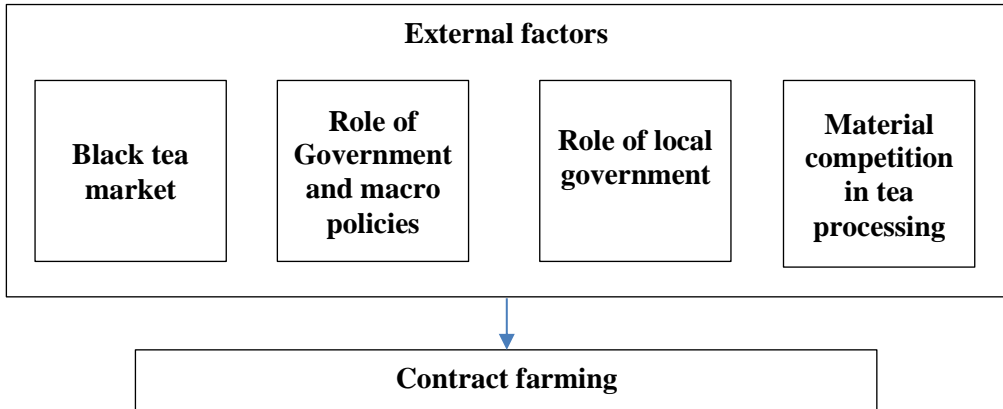 External factors
Black tea
market
Role of
Government
and macro
policies
Role of local
government
Material
competition
in tea
processing
Contract farming